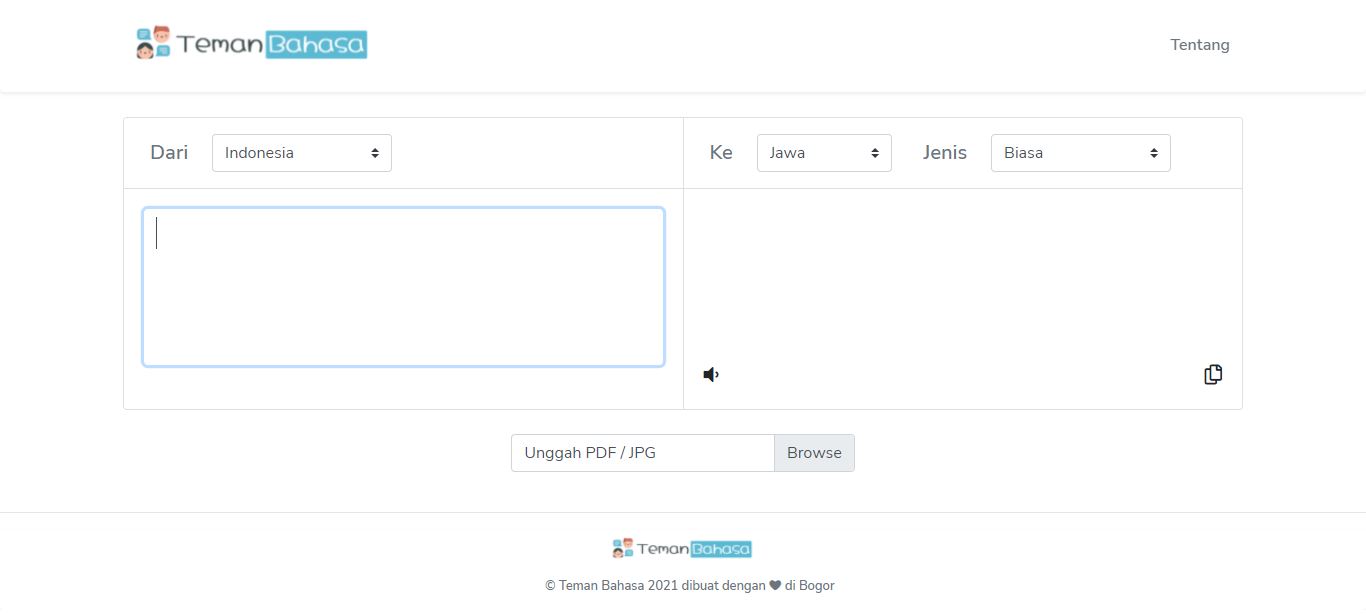 Teman Bahasa
Tentang
Dari Indonesia
Ke Jawa Jenis Biasa
Unggah PDF / JPG Browse
Teman Bahasa
© Teman Bahasa 2021 dibuat dengan ❤ di Bogor